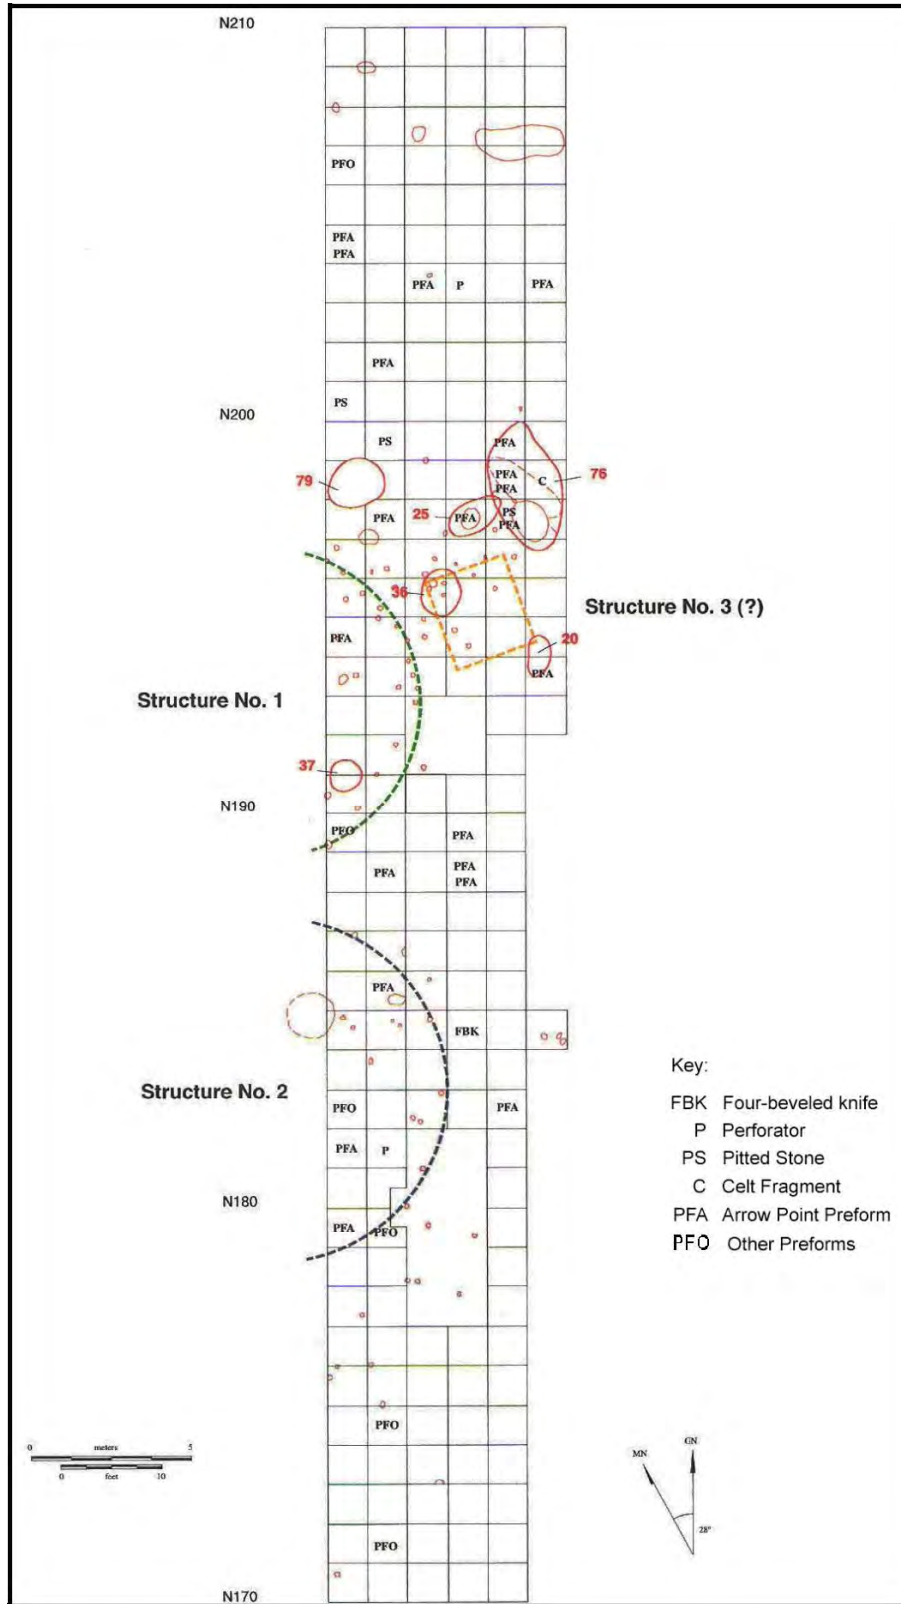 N210
PFO
PFA
PFA
PFA P PFA
PFA
PS
N200
PS PFA
79 PFA C 76
PFA
PFA 25 PFA PS
PFA
36 Structure No. 3 (?)
PFA 20
PFA
Structure No. 1
37
N190
PFO PFA
PFA PFA
PFA
PFA
FBK
Structure No. 2
PFO PFA
PFA P
N180
PFA PFO
PFO
PFO
N170
Key:
FBK Four-beveled knife
P Perforator
PS Pitted Stone
C Celt Fragment
PFA Arrow Point Preform
PFO Other Preforms
0 meters 5
0 feet 10
MN GN
28°